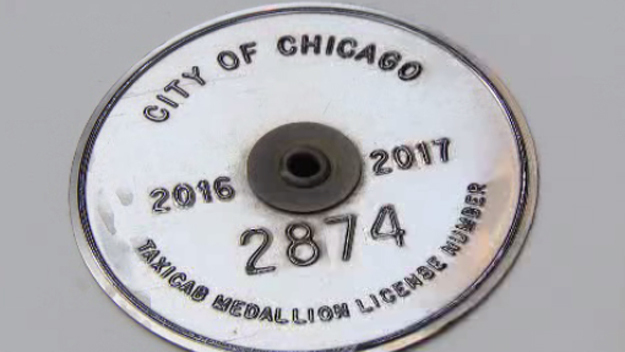 CITY OF CHICAGO
2016 2017
2874
TAXICAB MEDALLION LICENSE NUMBER